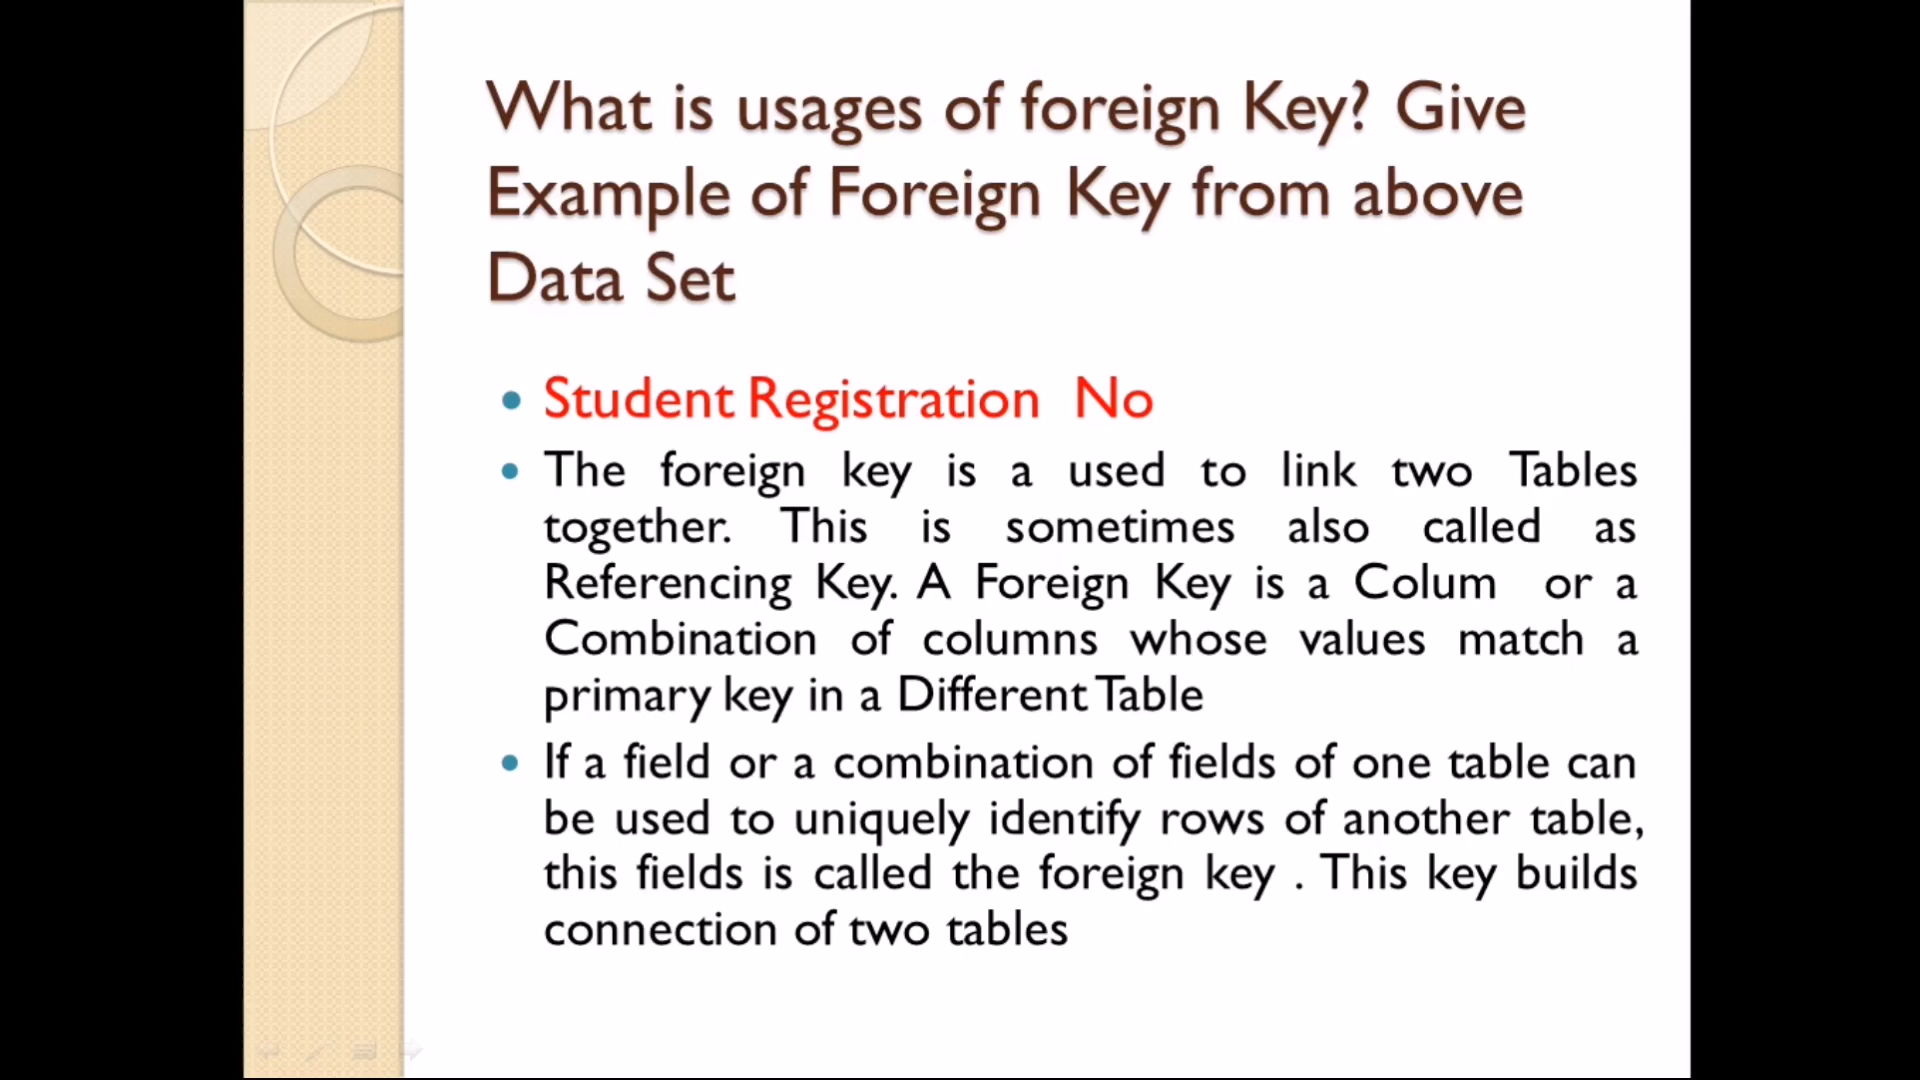 What is usages of foreign Key? Give
Example of Foreign Key from above
Data Set
Student Registration No
The foreign key is a used to link two Tables
together. This is sometimes also called as
Referencing Key. A Foreign Key is a Colum or a
Combination of columns whose values match a
primary key in a Different Table
If a field or a combination of fields of one table can
be used to uniquely identify rows of another table,
this fields is called the foreign key . This key builds
connection of two tables